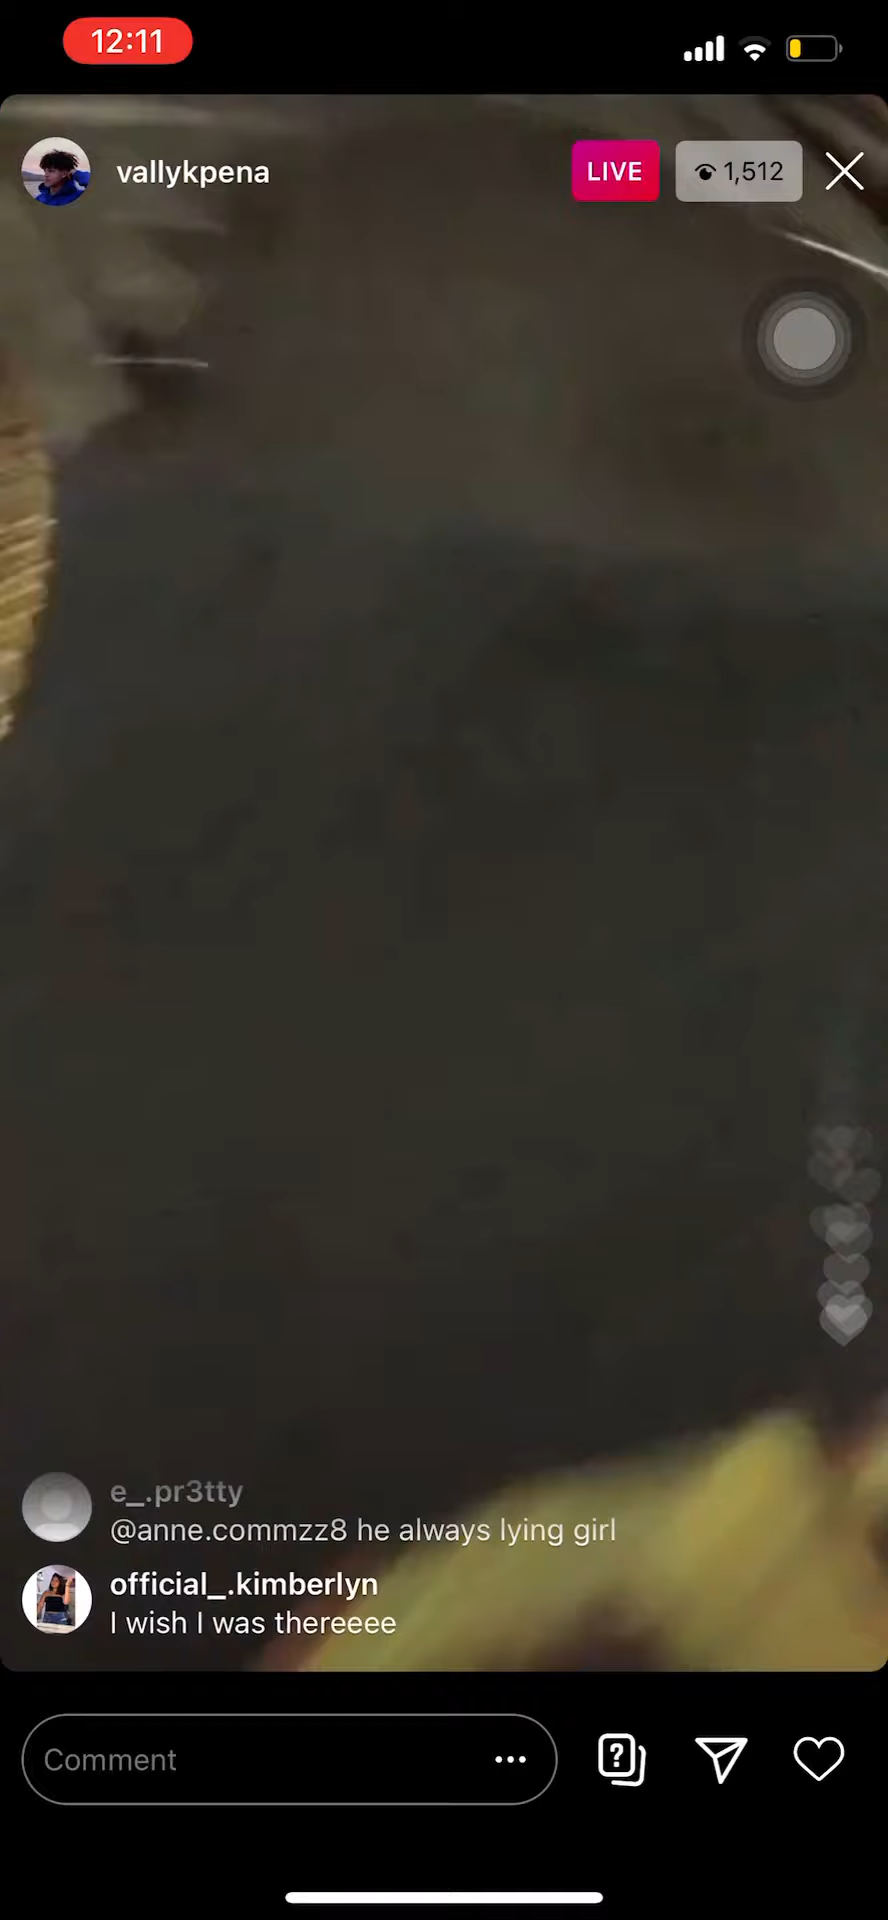 12:11
vallykpena
LIVE
1,512
e_.pr3tty
@anne.commzz8 he always lying girl
official_.kimberlyn
I wish I was thereeee
Comment